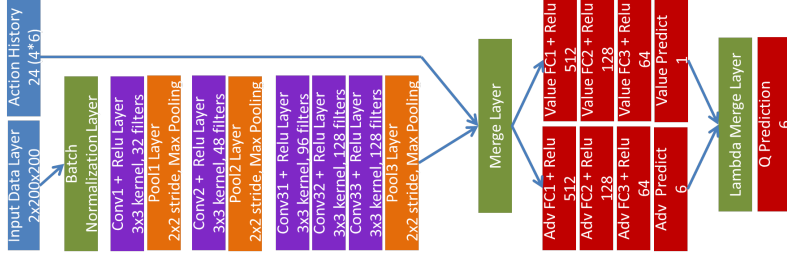 Action History
24 (4*6)
Input Data Layer
2x200x200
Batch
Normalization Layer
Conv1 + Relu Layer
3x3 kernel, 32 filters
Pool1 Layer
2x2 stride, Max Pooling
Conv2 + Relu Layer
3x3 kernel, 48 filters
Pool2 Layer
2x2 stride, Max Pooling
Conv31 + Relu Layer
3x3 kernel, 96 filters
Conv32 + Relu Layer
3x3 kernel, 128 filters
Conv33 + Relu Layer
3x3 kernel, 128 filters
Pool3 Layer
2x2 stride, Max Pooling
Merge Layer
Value FC1 + Relu
512
Value FC2 + Relu
128
Value FC3 + Relu
64
Value Predict
1
Adv FC1 + Relu
512
Adv FC2 + Relu
128
Adv FC3 + Relu
64
Adv Predict
6
Lambda Merge Layer
Q Prediction
6